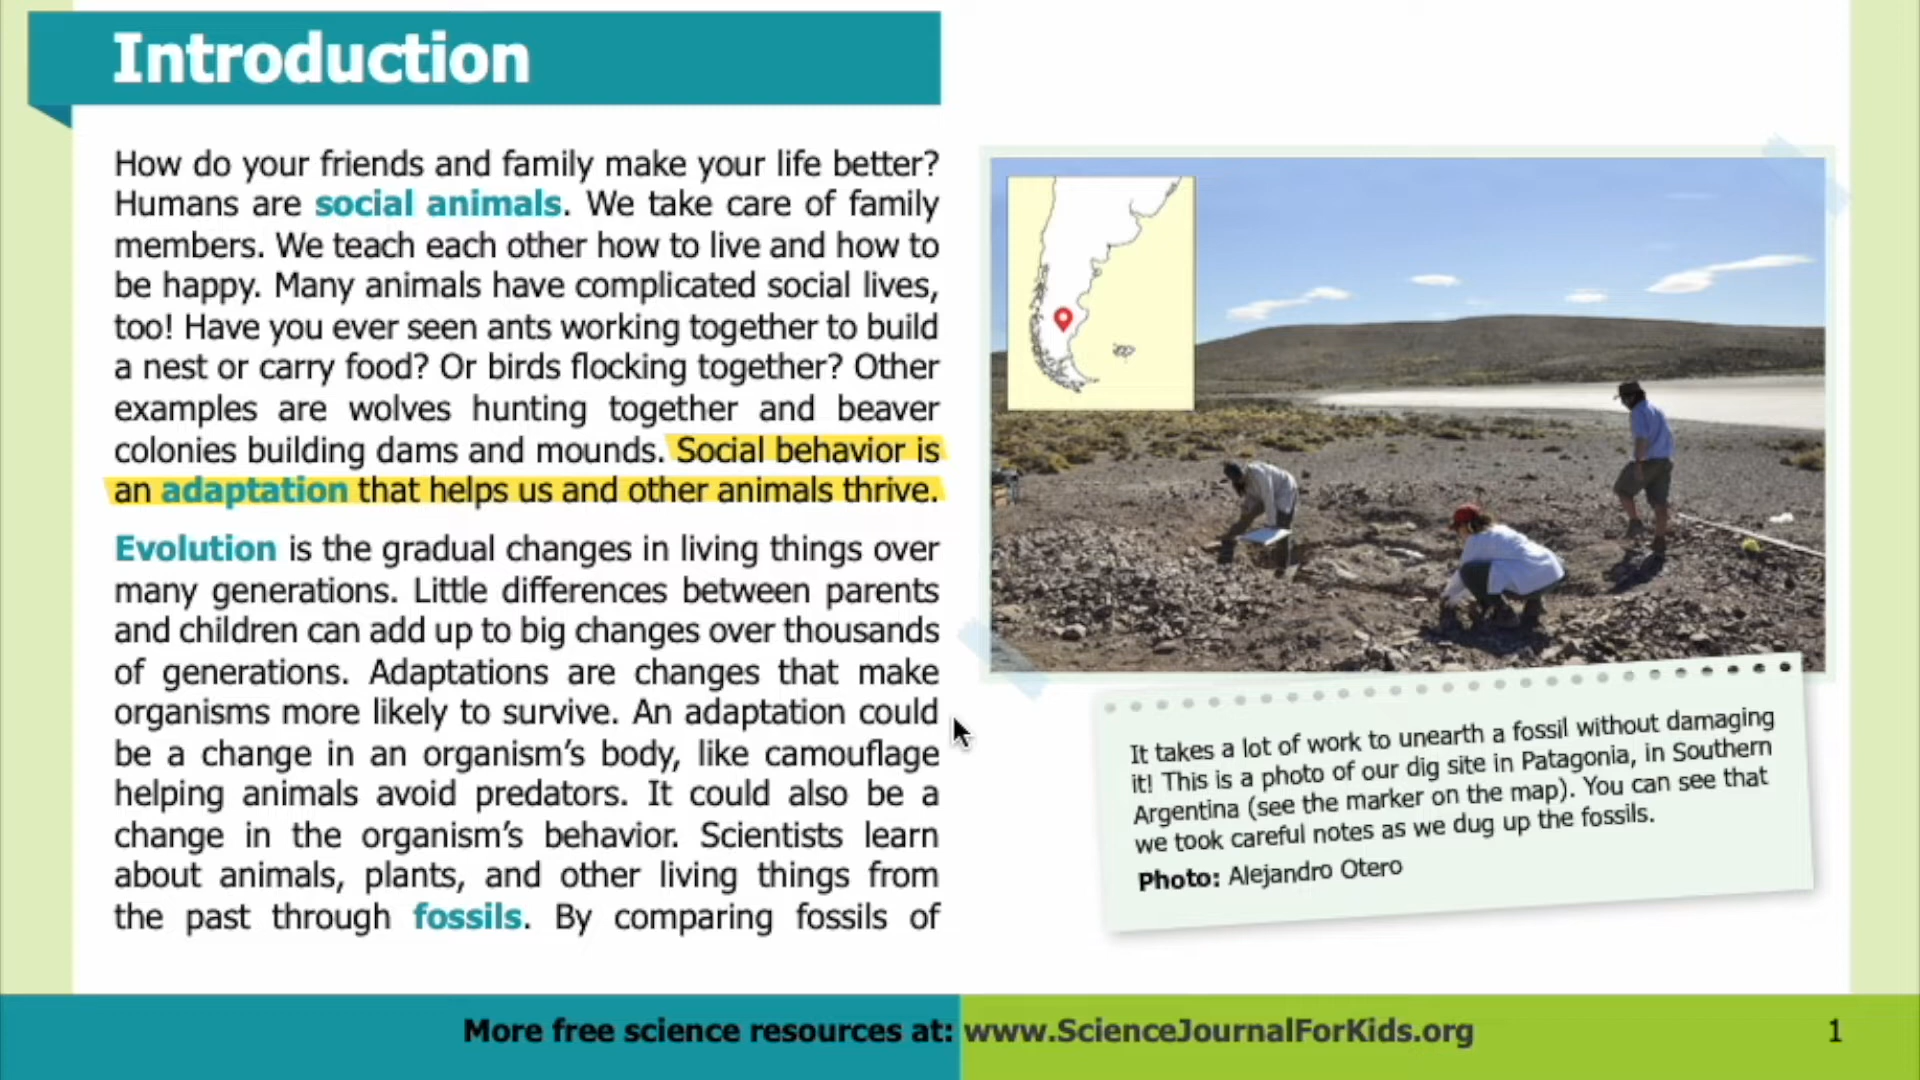 Introduction
How do your friends and family make your life better?
Humans are social animals. We take care of family
members. We teach each other how to live and how to
be happy. Many animals have complicated social lives,
too! Have you ever seen ants working together to build
a nest or carry food? Or birds flocking together? Other
examples are wolves hunting together and beaver
colonies building dams and mounds. Social behavior is
an adaptation that helps us and other animals thrive.
Evolution is the gradual changes in living things over
many generations. Little differences between parents
and children can add up to big changes over thousands
of generations. Adaptations are changes that make
organisms more likely to survive. An adaptation could
be a change in an organism's body, like camouflage
helping animals avoid predators. It could also be a
change in the organism's behavior. Scientists learn
about animals, plants, and other living things from
the past through fossils. By comparing fossils of
It takes a lot of work to unearth a fossil without damaging
it! This is a photo of our dig site in Patagonia, in Southern
Argentina (see the marker on the map). You can see that
we took careful notes as we dug up the fossils.
Photo: Alejandro Otero
More free science resources at: www.ScienceJournalForKids.org
1